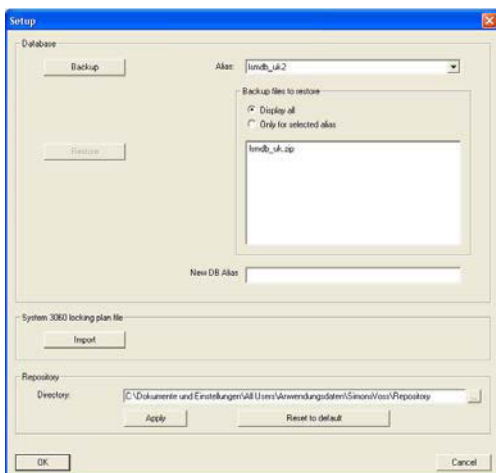 Setup
Database
Backup
Alias: lsmdb_uk2
Backup files to restore
Display all
Only for selected alias
Restore
lsmdb_uk.zip
New DB Alias
System 3060 locking plan file
Import
Repository
Directory: C:\Dokumente und Einstellungen\All Users\Anwendungsdaten\SimonsVoss\Repository ...
Apply Reset to default
OK Cancel